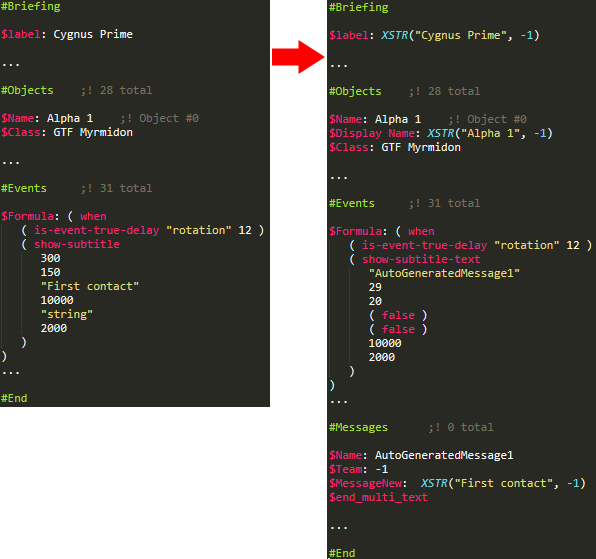 #Briefing
$label: Cygnus Prime
...
#Objects    ;! 28 total
$Name: Alpha 1    ;! Object #0
$Class: GTF Myrmidon
...
#Events    ;! 31 total
$Formula: ( when
( is-event-true-delay "rotation" 12 )
( show-subtitle
300
150
"First contact"
10000
"string"
2000
)
)
...
#End
#Briefing
$label: XSTR("Cygnus Prime", -1)
...
#Objects    ;! 28 total
$Name: Alpha 1    ;! Object #0
$Display Name: XSTR("Alpha 1", -1)
$Class: GTF Myrmidon
...
#Events    ;! 31 total
$Formula: ( when
( is-event-true-delay "rotation" 12 )
( show-subtitle-text
"AutoGeneratedMessage1"
29
20
( false )
( false )
10000
2000
)
)
...
#Messages    ;! 0 total
$Name: AutoGeneratedMessage1
$Team: -1
$MessageNew:  XSTR("First contact", -1)
$end_multi_text
...
#End